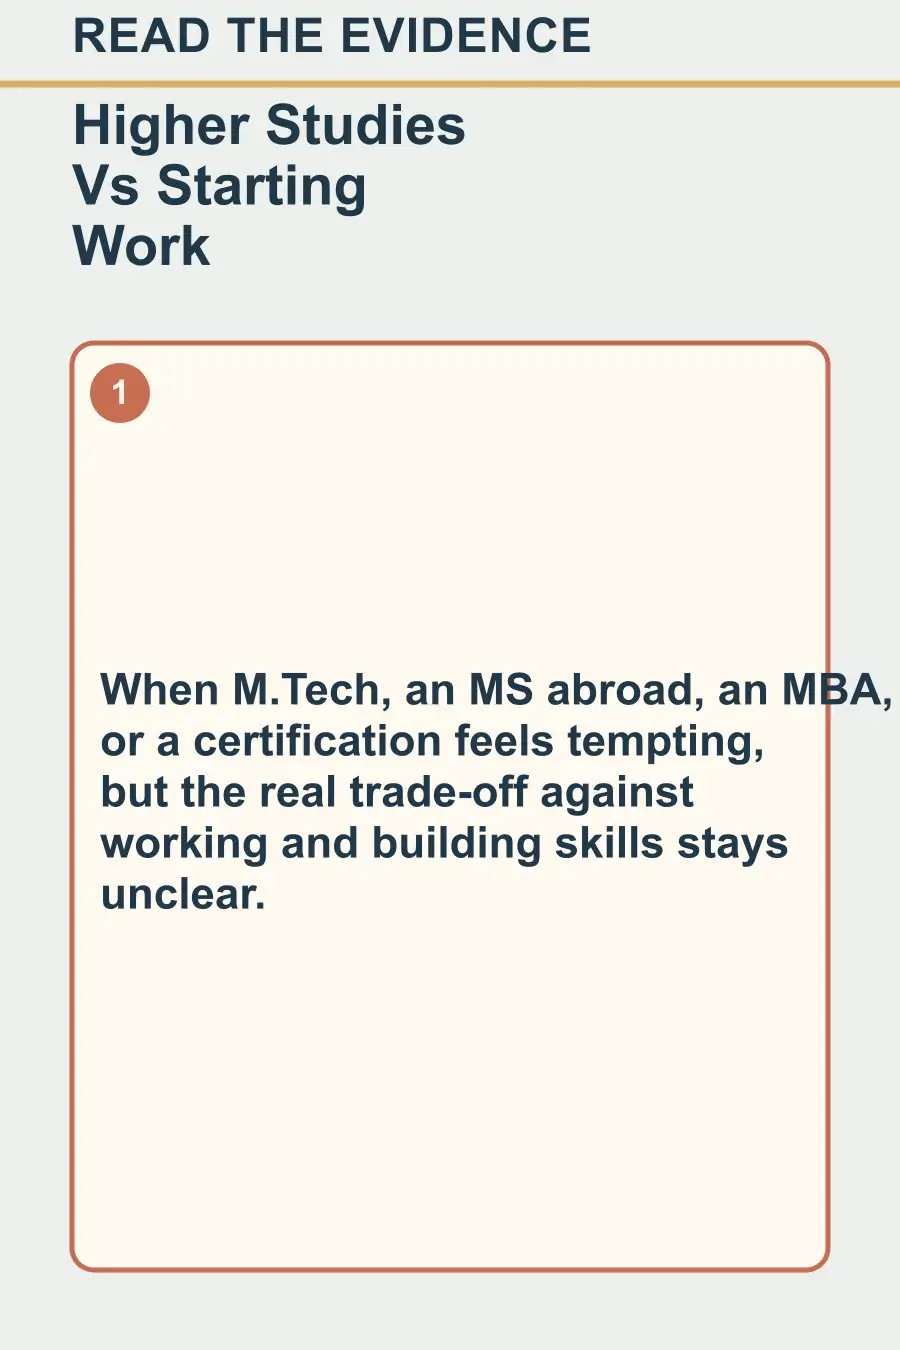 READ THE EVIDENCE
Higher Studies
Vs Starting
Work
1
When M.Tech, an MS abroad, an MBA,
or a certification feels tempting,
but the real trade-off against
working and building skills stays
unclear.